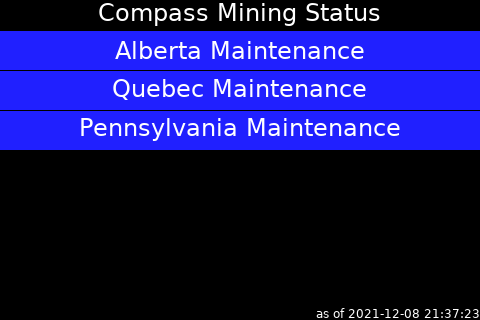 Compass Mining Status
Alberta Maintenance
Quebec Maintenance
Pennsylvania Maintenance
as of 2021-12-08 21:37:23